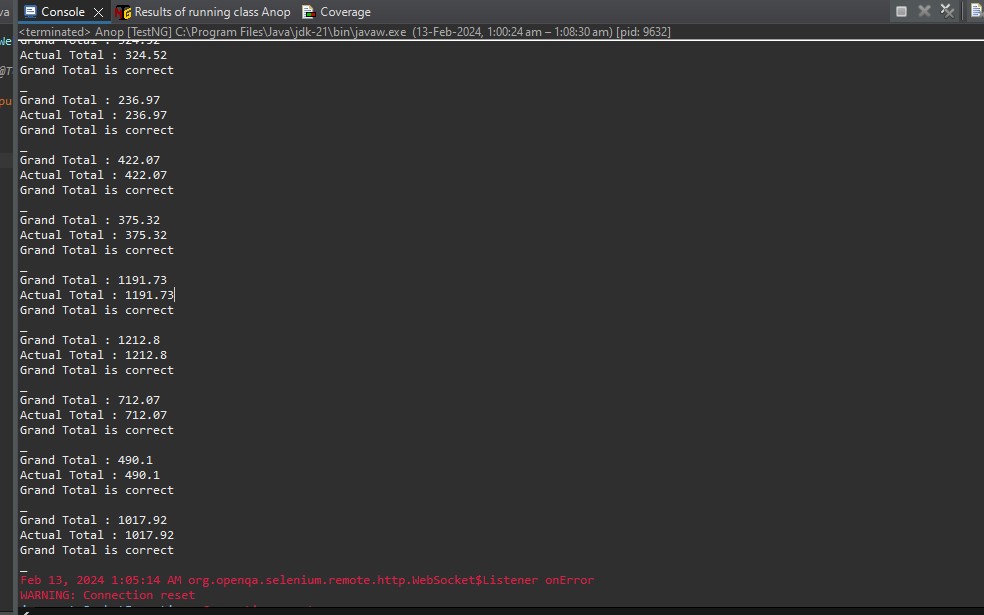 va Console Results of running class Anop Coverage
<terminated> Anop [TestNG] C:\Program Files\Java\jdk-21\bin\javaw.exe (13-Feb-2024, 1:00:24 am – 1:08:30 am) [pid: 9632]
We
@T
pu
Grand Total : 324.52
Actual Total : 324.52
Grand Total is correct
_
Grand Total : 236.97
Actual Total : 236.97
Grand Total is correct
_
Grand Total : 422.07
Actual Total : 422.07
Grand Total is correct
_
Grand Total : 375.32
Actual Total : 375.32
Grand Total is correct
_
Grand Total : 1191.73
Actual Total : 1191.73
Grand Total is correct
_
Grand Total : 1212.8
Actual Total : 1212.8
Grand Total is correct
_
Grand Total : 712.07
Actual Total : 712.07
Grand Total is correct
_
Grand Total : 490.1
Actual Total : 490.1
Grand Total is correct
_
Grand Total : 1017.92
Actual Total : 1017.92
Grand Total is correct
_
Feb 13, 2024 1:05:14 AM org.openqa.selenium.remote.http.WebSocket$Listener onError
WARNING: Connection reset